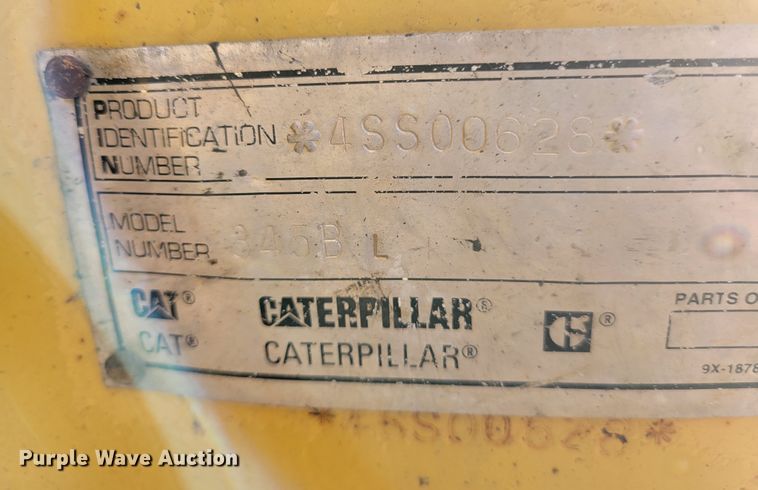 PRODUCT
IDENTIFICATION *4SS00628*
NUMBER
MODEL
NUMBER 345B L
CAT® CATERPILLAR® ®
CAT® CATERPILLAR®
PARTS O
9X-1878
Purple Wave Auction